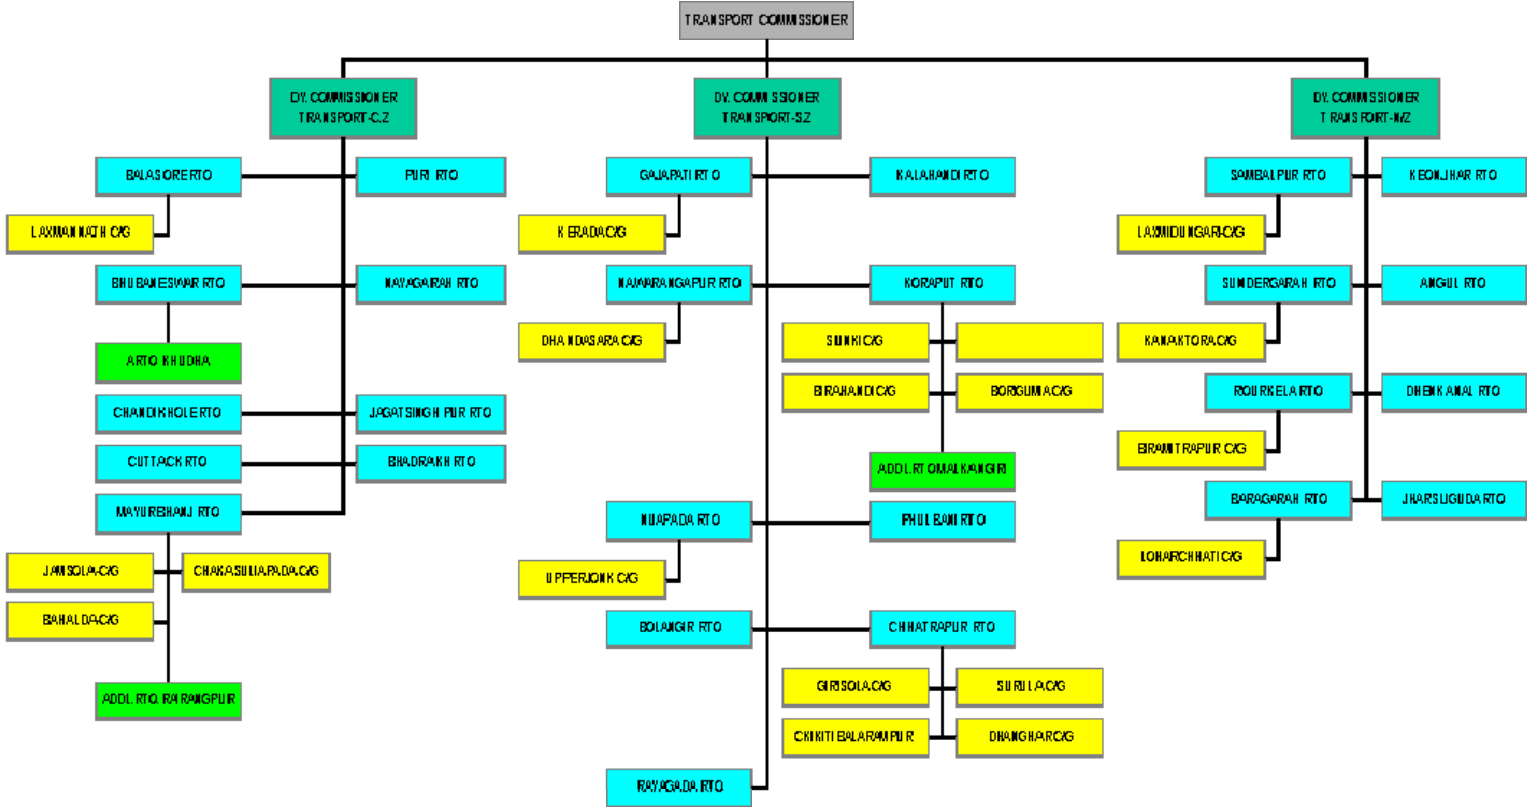 TRANSPORT COMMISSIONER
DY. COMMISSIONER
TRANSPORT-C.Z
DY. COMMISSIONER
TRANSPORT-S.Z
DY. COMMISSIONER
TRANSPORT-N/Z
BALASORE RTO
PURI RTO
GAJAPATI RTO
KALAHANDI RTO
SAMBALPUR RTO
KEONJHAR RTO
LAXMANNATH C/G
KERADA C/G
LAXMIDUNGARI-C/G
BHUBANESWAR RTO
NAYAGARAH RTO
NAWARANGAPUR RTO
KORAPUT RTO
SUNDERGARAH RTO
ANGUL RTO
DHANDASARA C/G
SUNKI C/G
KANAKTORA C/G
ARTO KHUDHA
BIRAHANDI C/G
BORIGUMA C/G
ROURKELA RTO
DHENKANAL RTO
CHANDIKHOLE RTO
JAGATSINGH PUR RTO
CUTTACK RTO
BHADRAKH RTO
ADDL. RTO MALKANGIRI
BIRAMITRAPUR C/G
MAYURBHANJ RTO
NUAPADA RTO
PHULBANI RTO
BARAGARAH RTO
JHARSUGUDA RTO
JAMSOLA-C/G
CHAKASULIAPADA.C/G
UPPERJONK C/G
LOHARCHHATI C/G
BAHALDA-C/G
BOLANGIR RTO
CHHATRAPUR RTO
ADDL. RTO. RAIRANGPUR
GIRISOLA.C/G
SURULA.C/G
CKIKITI BALARAMPUR
DHANGHAR C/G
RAYAGADA RTO